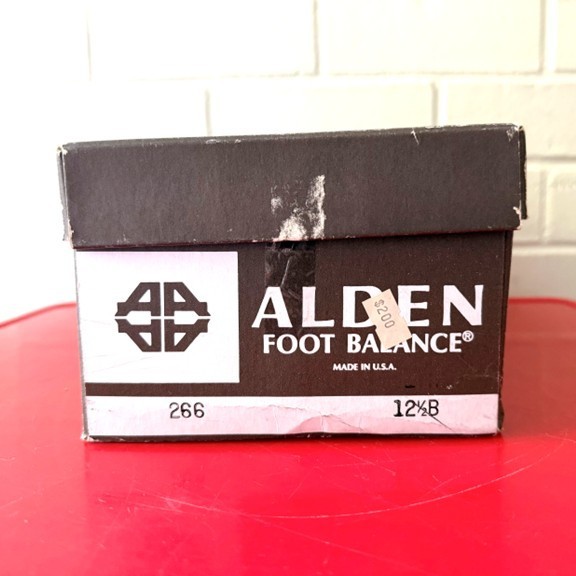 ALDEN
$200
FOOT BALANCE®
MADE IN U.S.A.
266 12½B